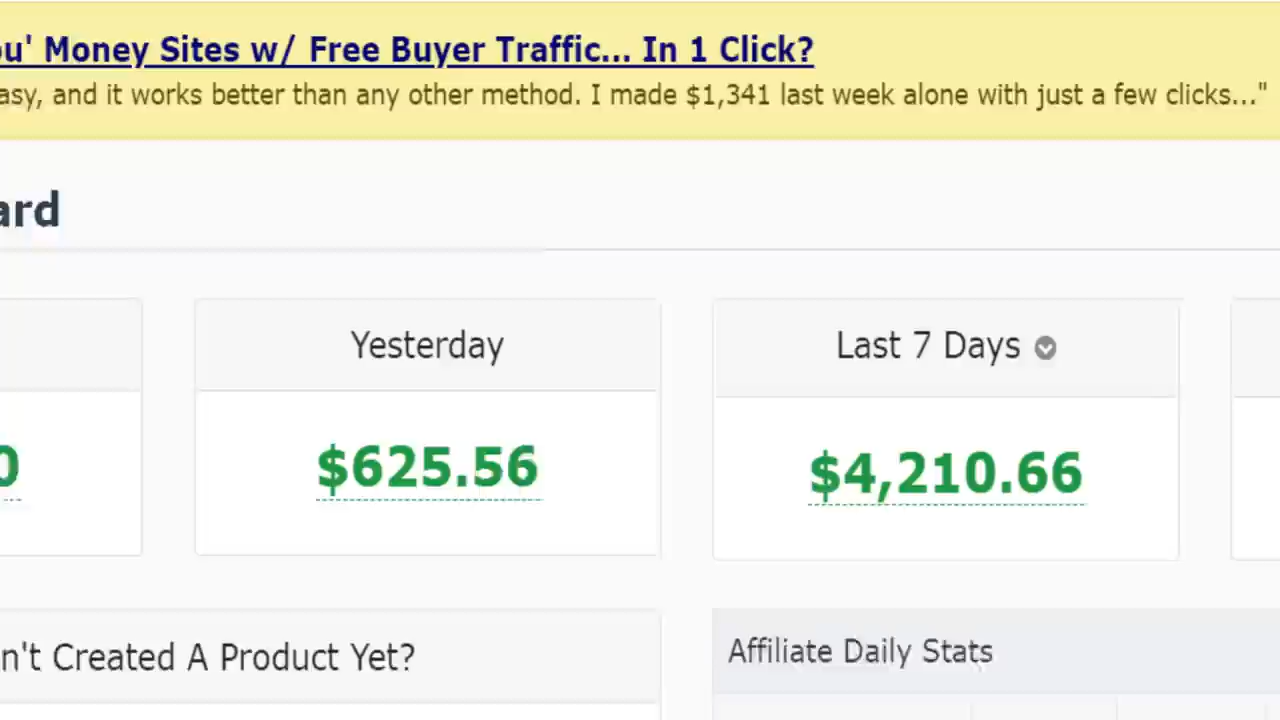 ou' Money Sites w/ Free Buyer Traffic... In 1 Click?
asy, and it works better than any other method. I made $1,341 last week alone with just a few clicks..."
ard
Yesterday
Last 7 Days
0
$625.56
$4,210.66
n't Created A Product Yet?
Affiliate Daily Stats